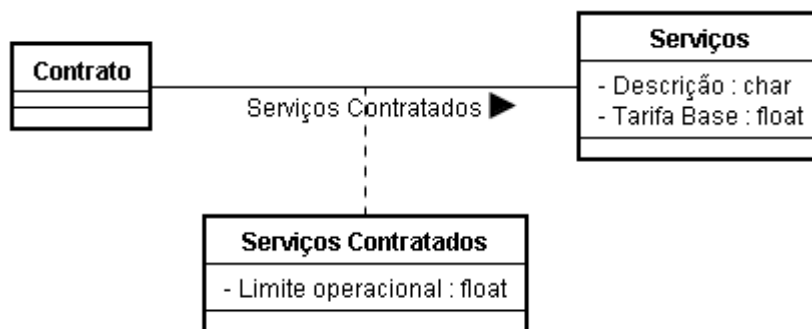 Contrato
Serviços
- Descrição : char
- Tarifa Base : float
Serviços Contratados
Serviços Contratados
- Limite operacional : float